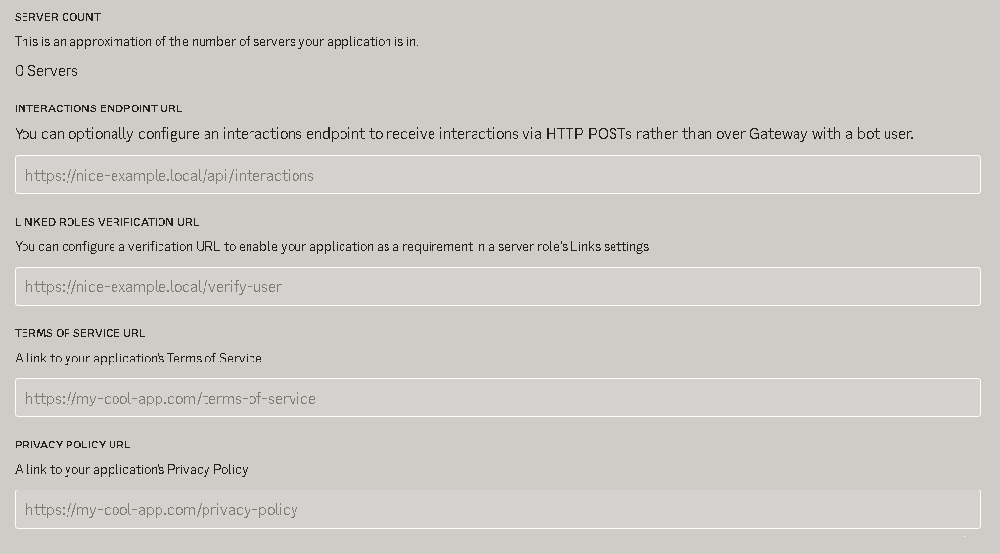 SERVER COUNT
This is an approximation of the number of servers your application is in.
0 Servers
INTERACTIONS ENDPOINT URL
You can optionally configure an interactions endpoint to receive interactions via HTTP POSTs rather than over Gateway with a bot user.
https://nice-example.local/api/interactions
LINKED ROLES VERIFICATION URL
You can configure a verification URL to enable your application as a requirement in a server role's Links settings
https://nice-example.local/verify-user
TERMS OF SERVICE URL
A link to your application's Terms of Service
https://my-cool-app.com/terms-of-service
PRIVACY POLICY URL
A link to your application's Privacy Policy
https://my-cool-app.com/privacy-policy